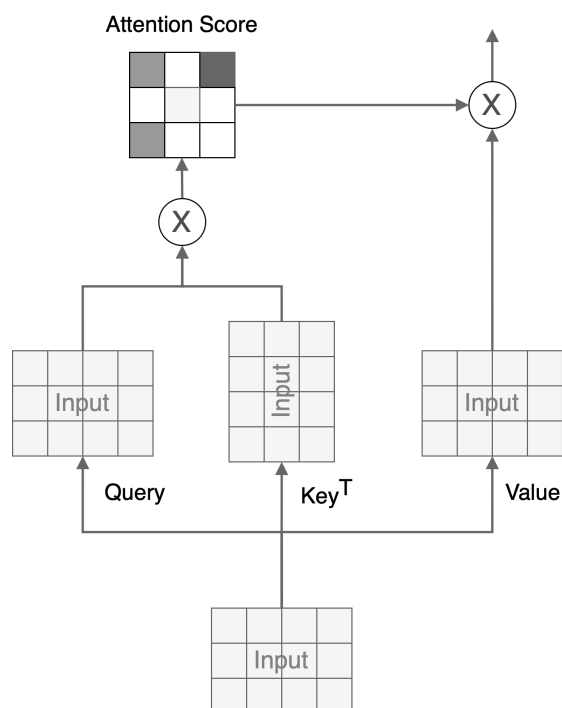 Attention Score
X
X
Input
Input
Input
Query
Key^T
Value
Input